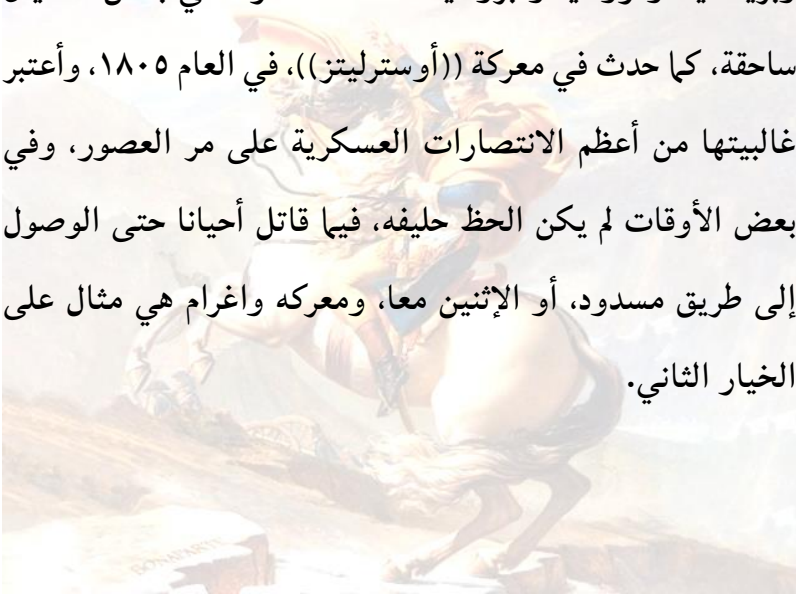 ساحقة، كما حدث في معركة ((أوسترليتز))، في العام ١٨٠٥، وأعتبر
غالبيتها من أعظم الانتصارات العسكرية على مر العصور، وفي
بعض الأوقات لم يكن الحظ حليفه، فيما قاتل أحيانا حتى الوصول
إلى طريق مسدود، أو الإثنين معا، ومعركه واغرام هي مثال على
الخيار الثاني.
BONAPARTE